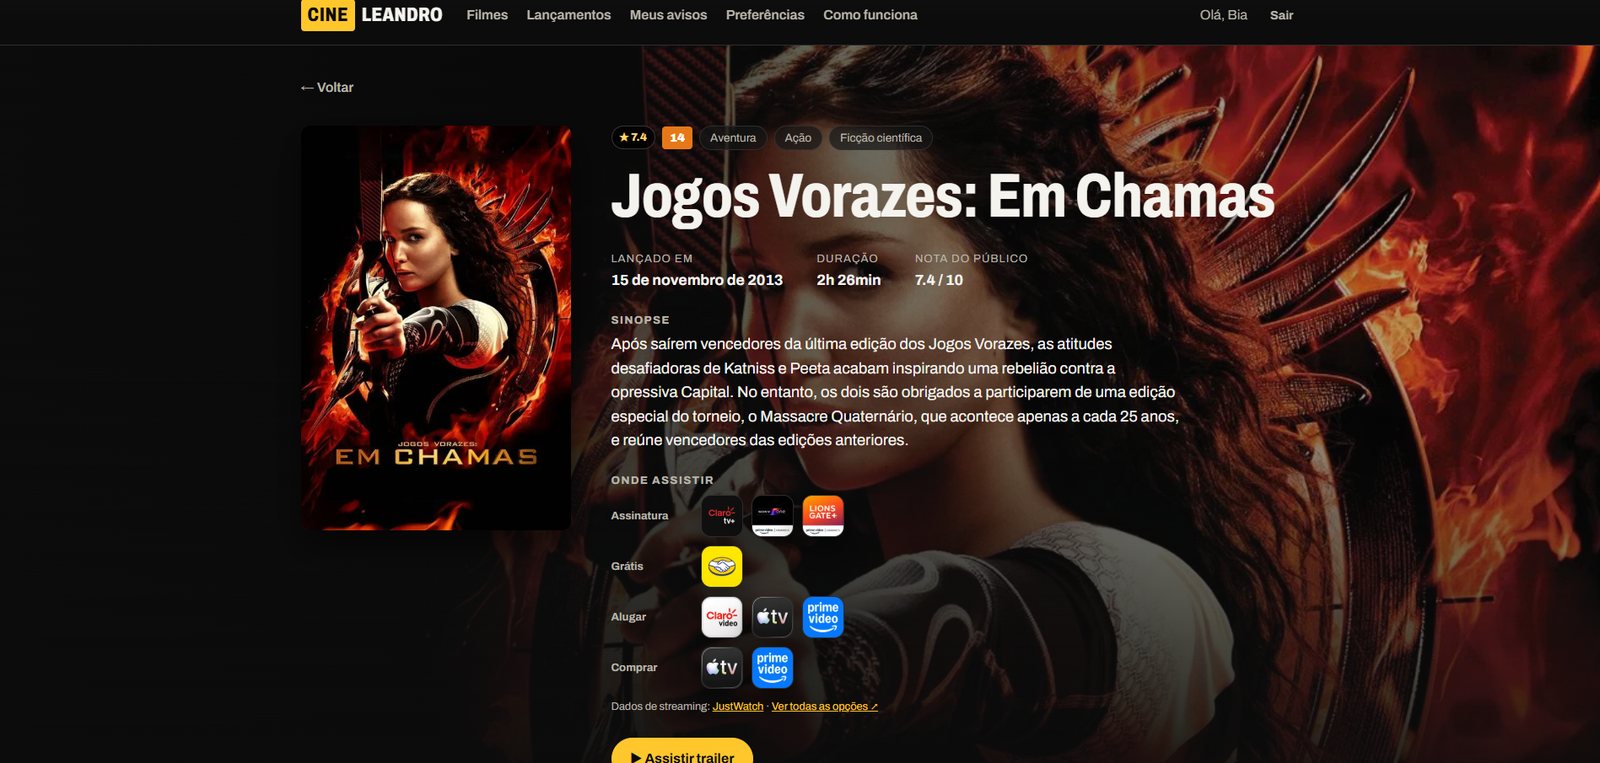 CINE LEANDRO Filmes Lançamentos Meus avisos Preferências Como funciona Olá, Bia Sair
← Voltar
★ 7.4 14 Aventura Ação Ficção científica
Jogos Vorazes: Em Chamas
LANÇADO EM DURAÇÃO NOTA DO PÚBLICO
15 de novembro de 2013 2h 26min 7.4 / 10
SINOPSE
Após saírem vencedores da última edição dos Jogos Vorazes, as atitudes
desafiadoras de Katniss e Peeta acabam inspirando uma rebelião contra a
opressiva Capital. No entanto, os dois são obrigados a participarem de uma edição
especial do torneio, o Massacre Quaternário, que acontece apenas a cada 25 anos,
e reúne vencedores das edições anteriores.
JOGOS VORAZES:
EM CHAMAS
ONDE ASSISTIR
Assinatura
Claro tv+
LIONS GATE+
prime video
Grátis
Alugar
Claro video
tv
prime video
Comprar
tv
prime video
Dados de streaming: JustWatch · Ver todas as opções ↗
▶ Assistir trailer